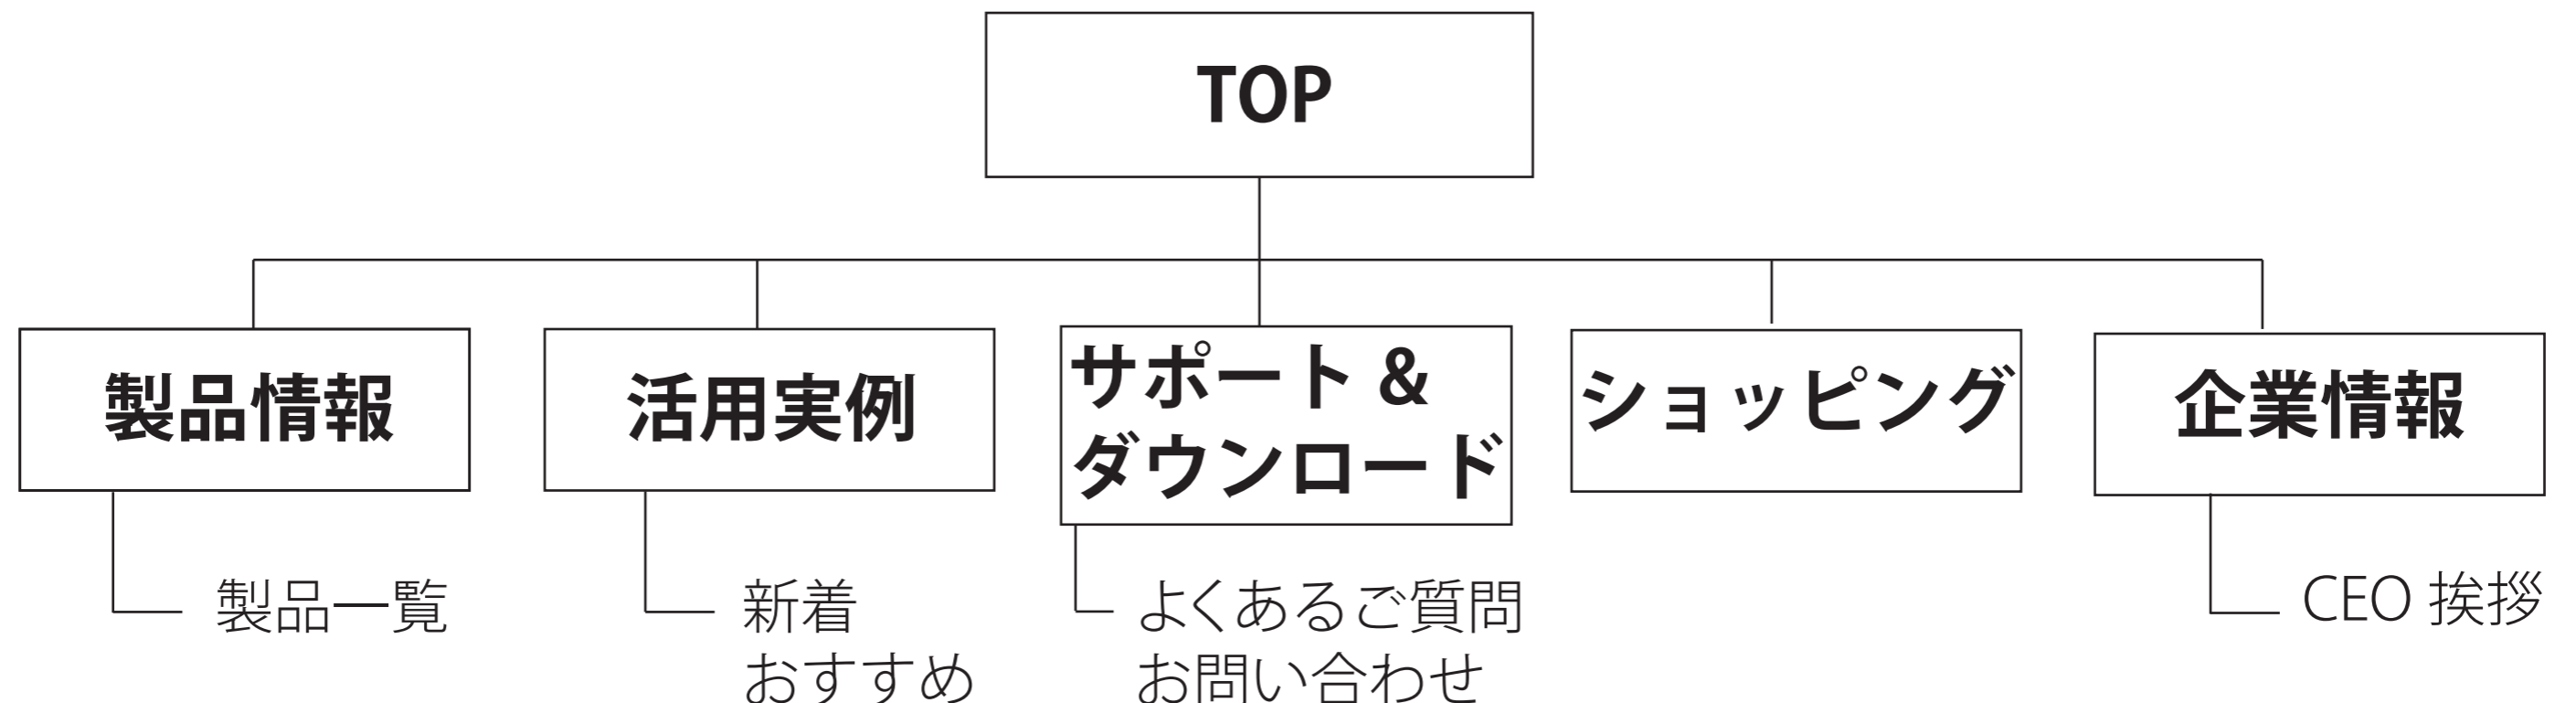 TOP
製品情報
活用実例
サポート &
ダウンロード
ショッピング
企業情報
製品一覧
新着
おすすめ
よくあるご質問
お問い合わせ
CEO 挨拶